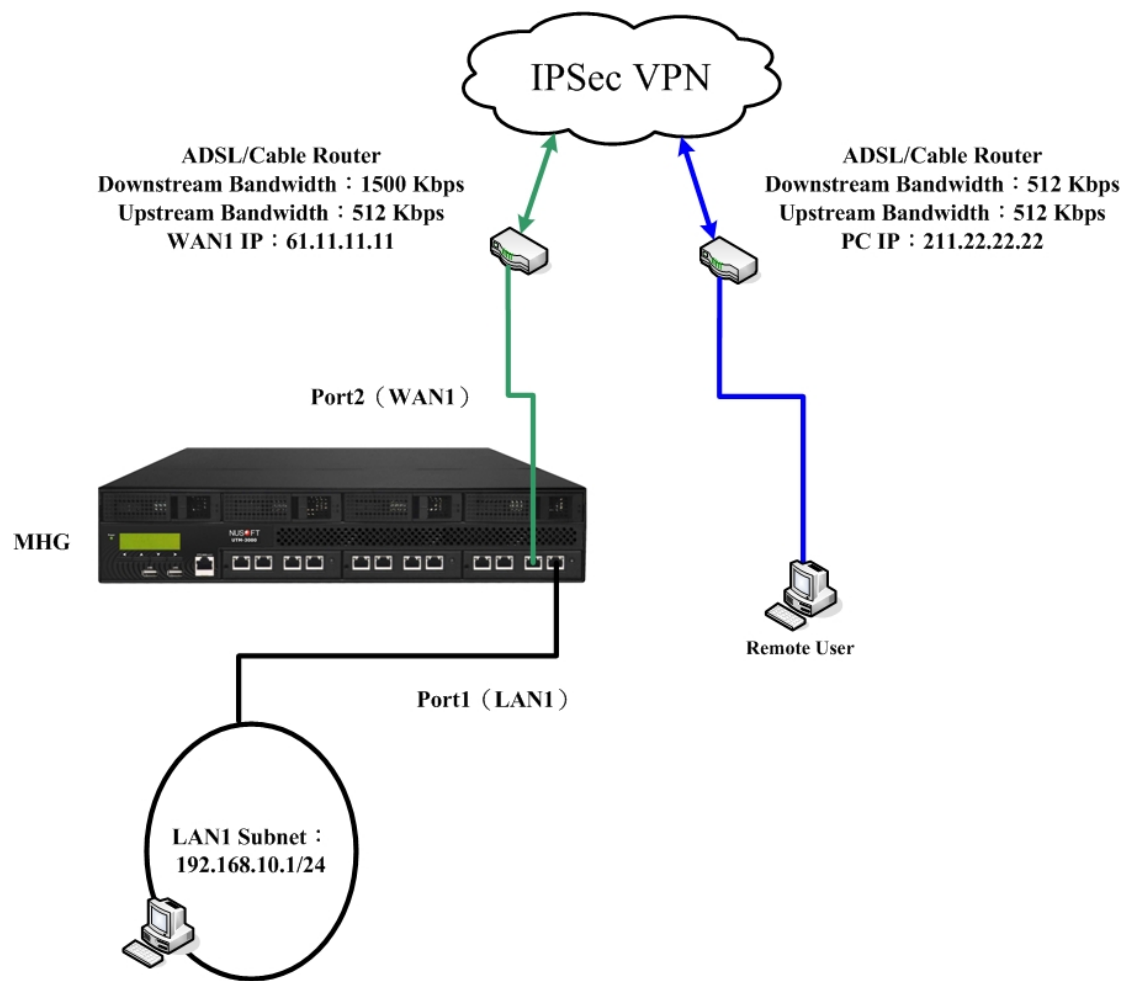 IPSec VPN
ADSL/Cable Router
Downstream Bandwidth：1500 Kbps
Upstream Bandwidth：512 Kbps
WAN1 IP：61.11.11.11
ADSL/Cable Router
Downstream Bandwidth：512 Kbps
Upstream Bandwidth：512 Kbps
PC IP：211.22.22.22
Port2（WAN1）
MHG
NUSOFT
UTM-3000
Remote User
Port1（LAN1）
LAN1 Subnet：
192.168.10.1/24